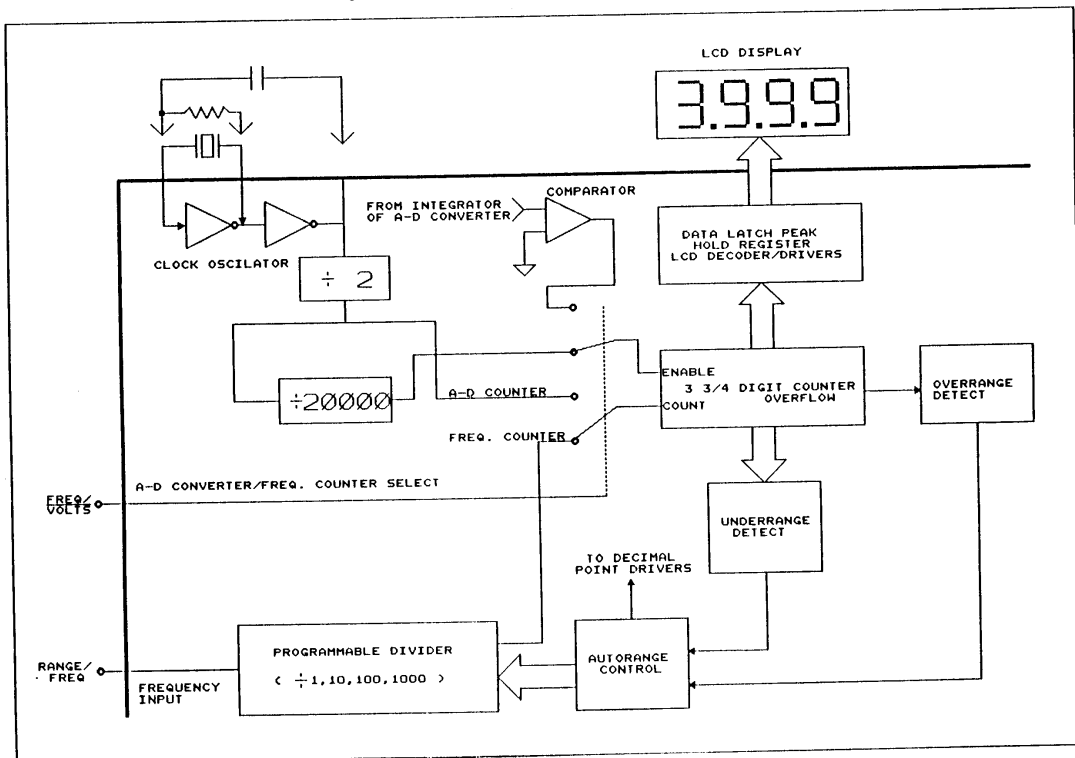 LCD DISPLAY
3.9.9.9
COMPARATOR
FROM INTEGRATOR
OF A-D CONVERTER
DATA LATCH PEAK
HOLD REGISTER
LCD DECODER/DRIVERS
CLOCK OSCILATOR
÷ 2
ENABLE
3 3/4 DIGIT COUNTER
OVERFLOW
COUNT
OVERRANGE
DETECT
÷20000
A-D COUNTER
FREQ. COUNTER
A-D CONVERTER/FREQ. COUNTER SELECT
FREQ/
VOLTS
UNDERRANGE
DETECT
TO DECIMAL
POINT DRIVERS
PROGRAMMABLE DIVIDER
( ÷1,10,100,1000 )
AUTORANGE
CONTROL
RANGE/
FREQ
FREQUENCY
INPUT